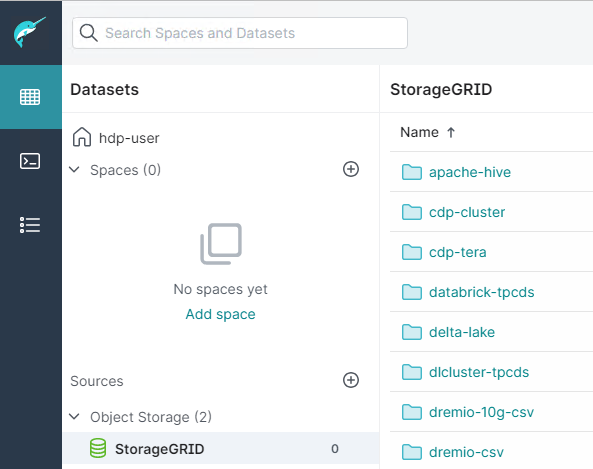 Search Spaces and Datasets
Datasets
hdp-user
Spaces (0)
No spaces yet
Add space
Sources
Object Storage (2)
StorageGRID 0
StorageGRID
Name ↑
apache-hive
cdp-cluster
cdp-tera
databrick-tpcds
delta-lake
dlcluster-tpcds
dremio-10g-csv
dremio-csv